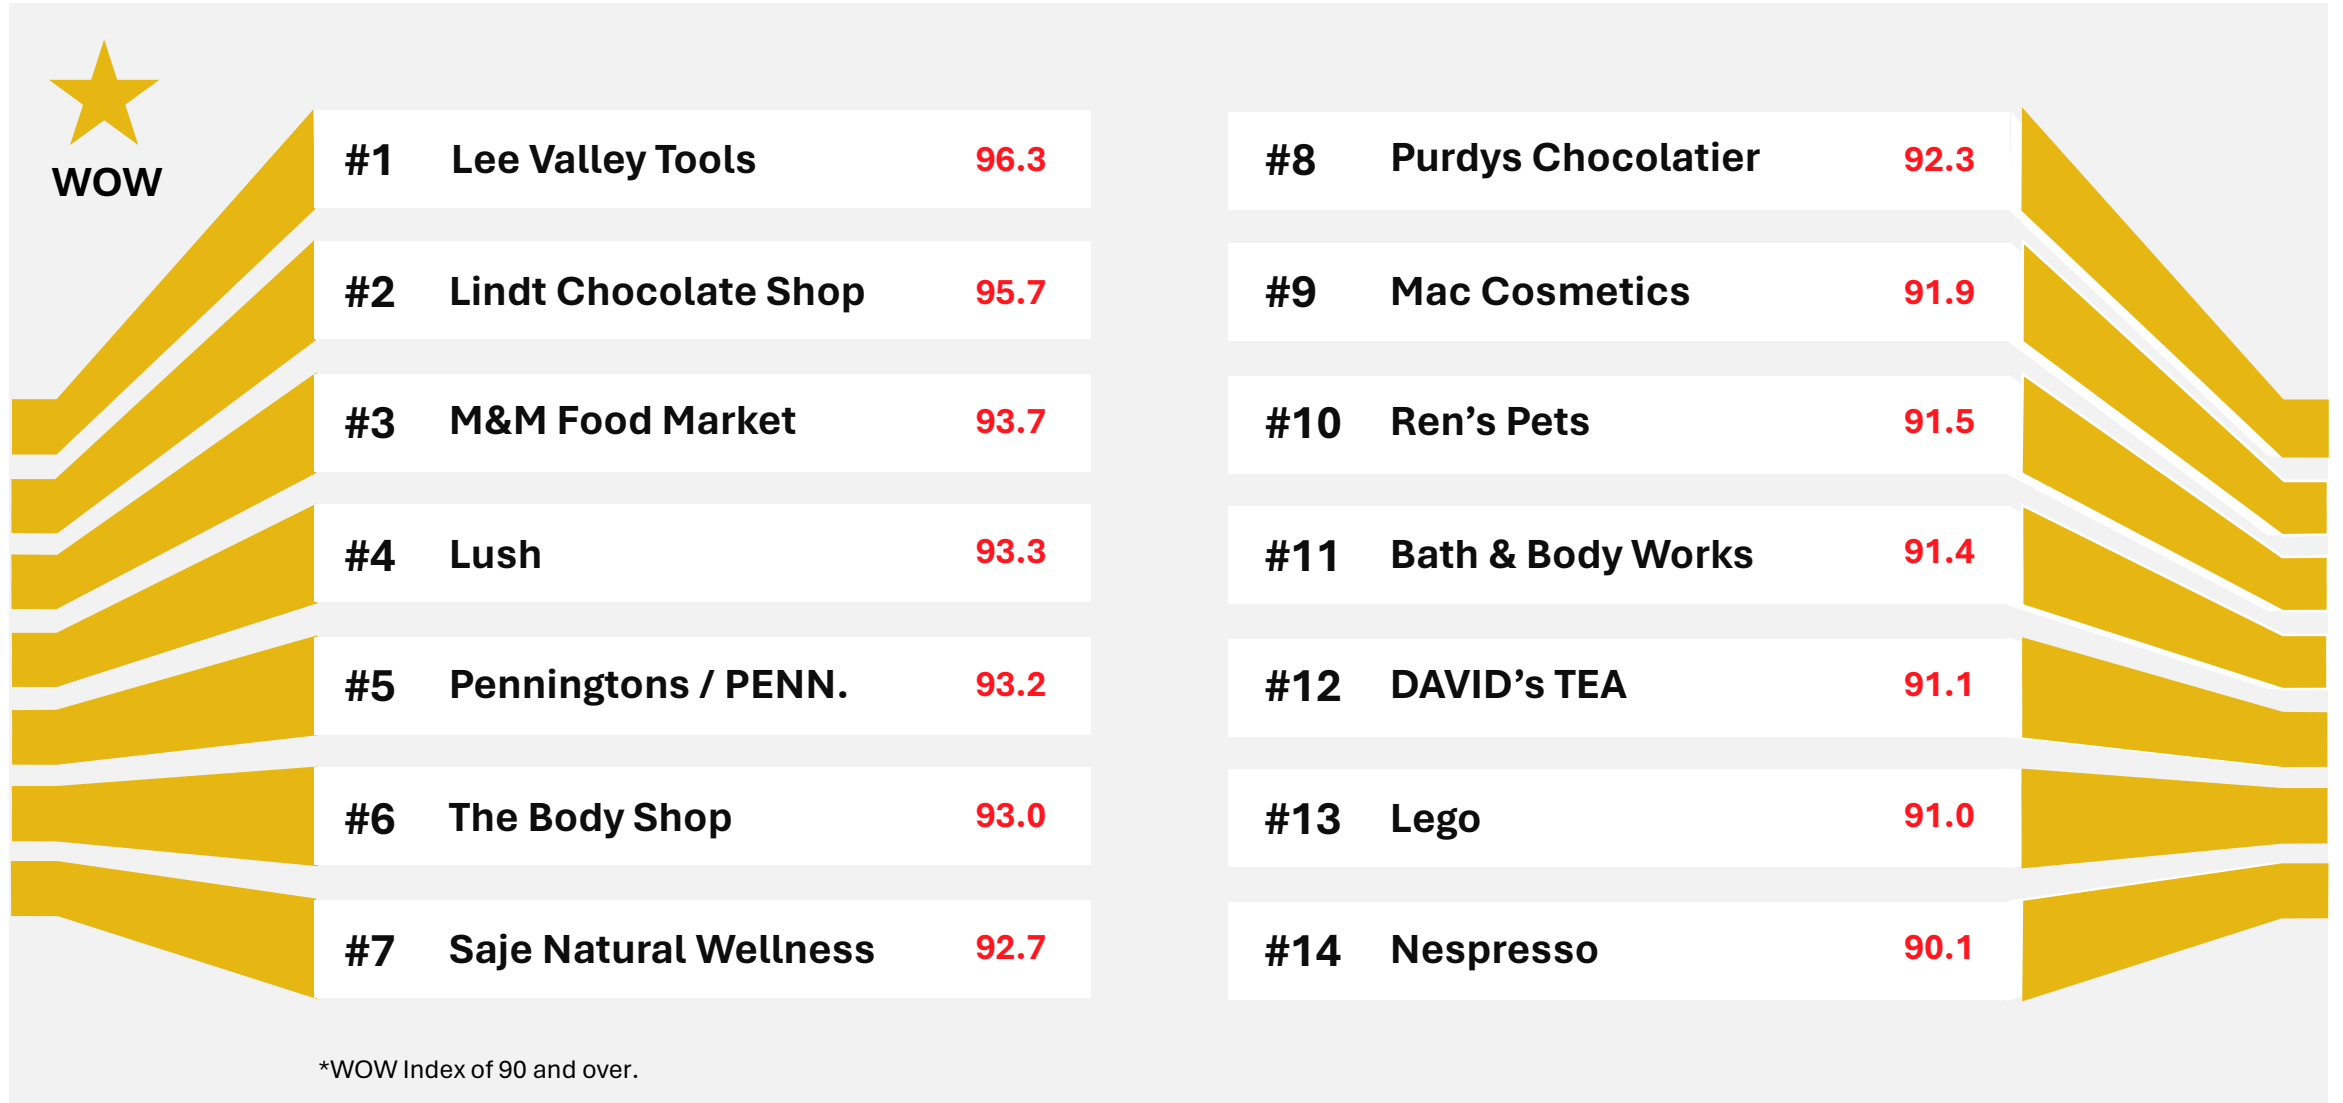 WOW
#1 Lee Valley Tools 96.3
#2 Lindt Chocolate Shop 95.7
#3 M&M Food Market 93.7
#4 Lush 93.3
#5 Penningtons / PENN. 93.2
#6 The Body Shop 93.0
#7 Saje Natural Wellness 92.7
#8 Purdys Chocolatier 92.3
#9 Mac Cosmetics 91.9
#10 Ren’s Pets 91.5
#11 Bath & Body Works 91.4
#12 DAVID’s TEA 91.1
#13 Lego 91.0
#14 Nespresso 90.1
*WOW Index of 90 and over.